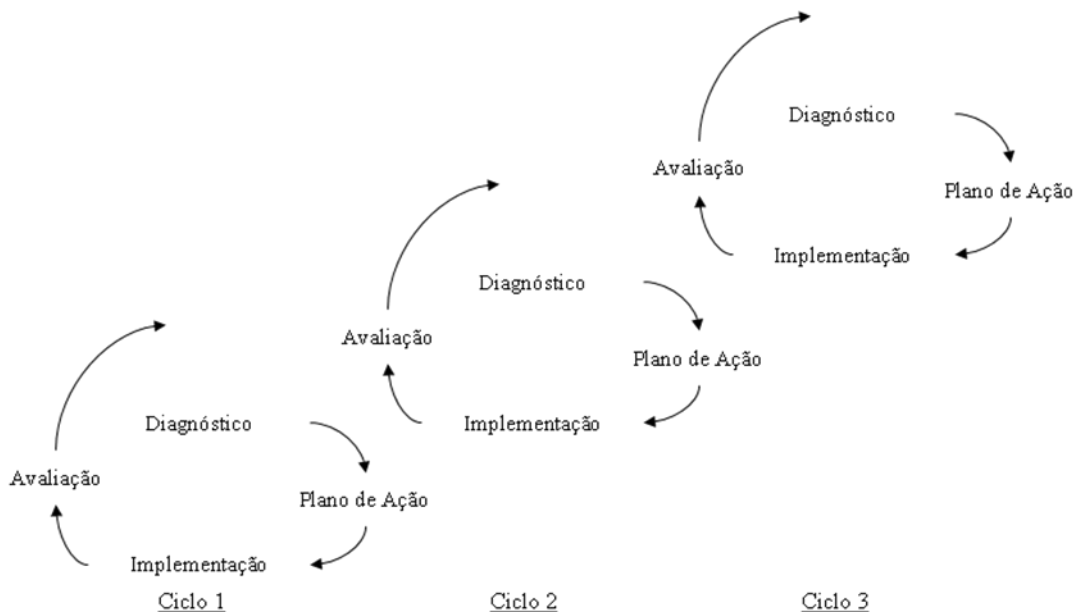 Diagnóstico
Avaliação
Plano de Ação
Implementação
Diagnóstico
Avaliação
Plano de Ação
Implementação
Diagnóstico
Avaliação
Plano de Ação
Implementação
Ciclo 1
Ciclo 2
Ciclo 3